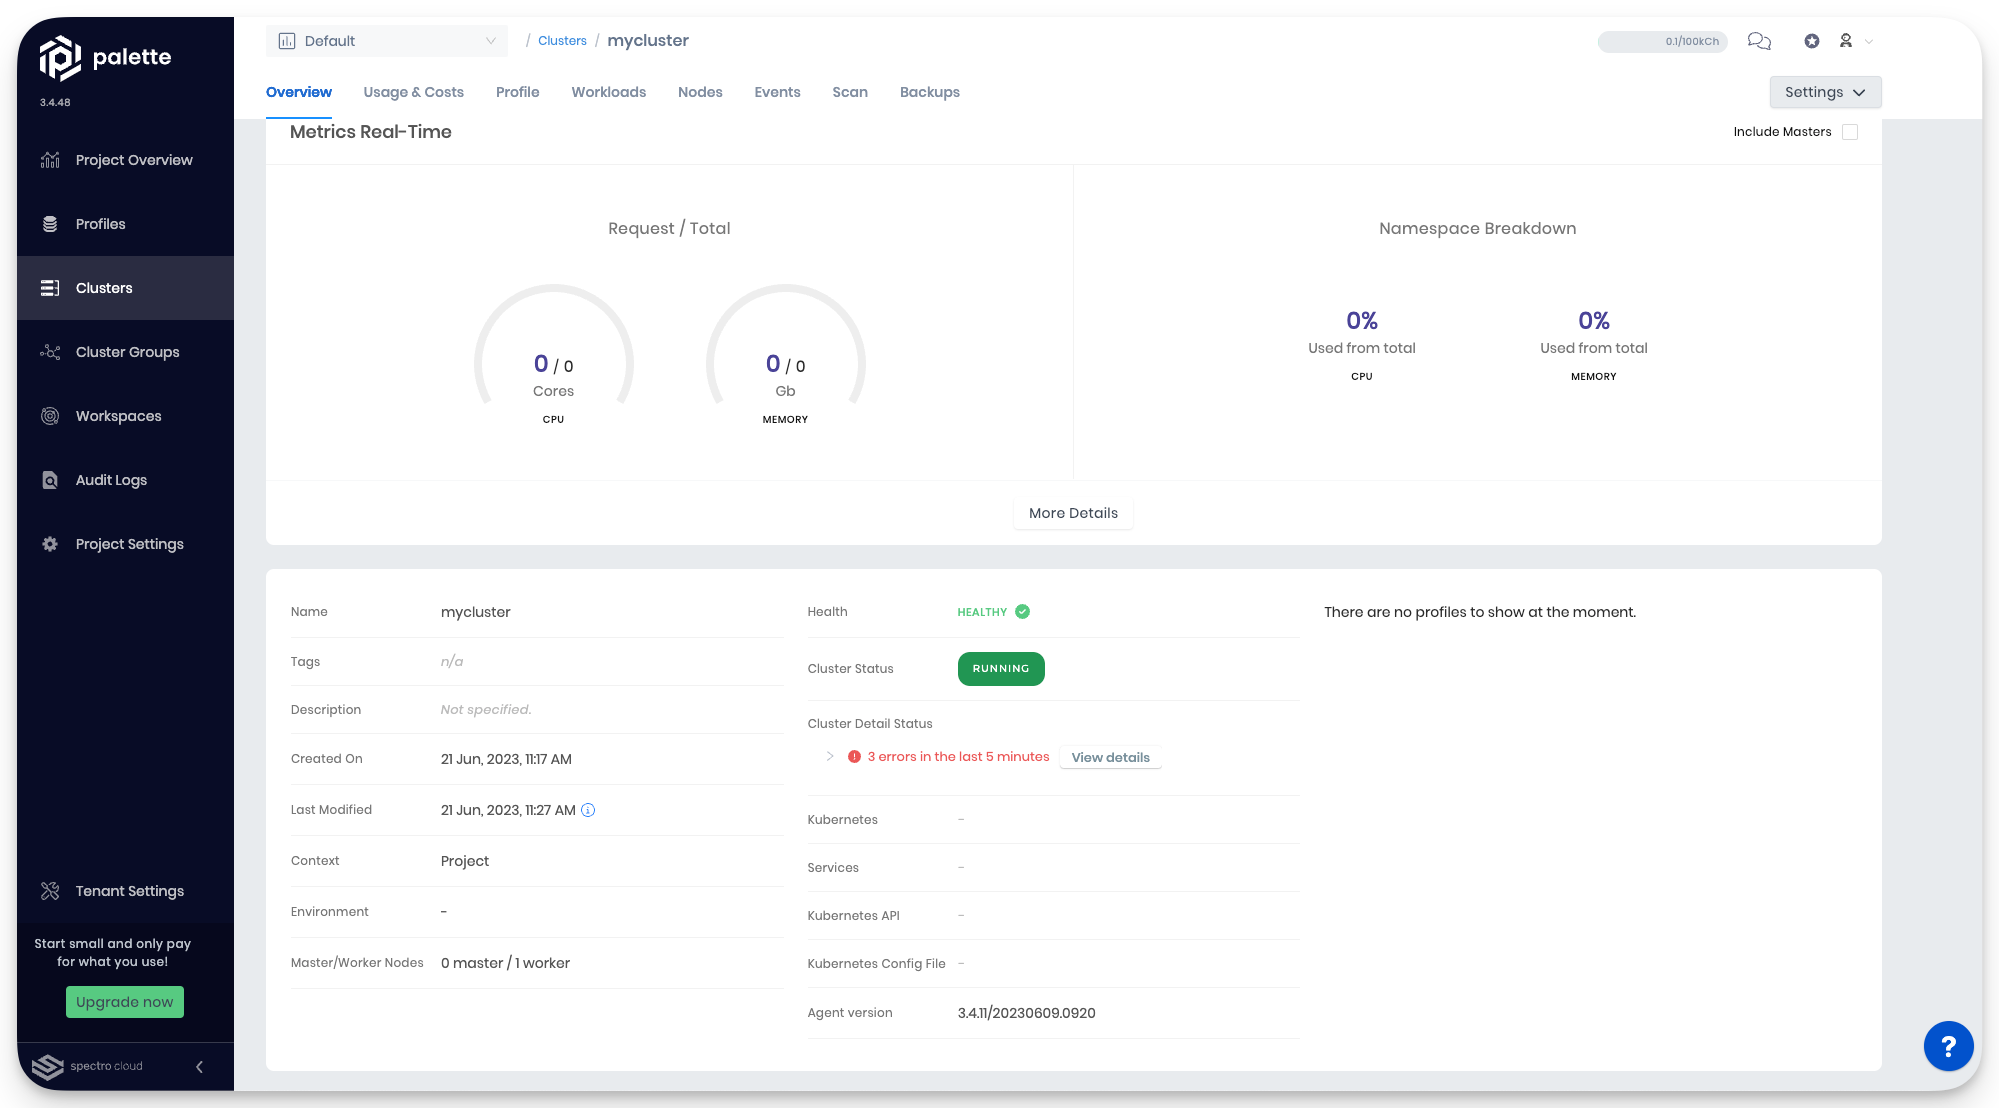 palette
3.4.48
Project Overview
Profiles
Clusters
Cluster Groups
Workspaces
Audit Logs
Project Settings
Tenant Settings
Start small and only pay
for what you use!
Upgrade now
spectro cloud
Default
/ Clusters / mycluster
0.1/100kCh
Overview
Usage & Costs
Profile
Workloads
Nodes
Events
Scan
Backups
Settings
Metrics Real-Time
Include Masters
Request / Total
0 / 0
Cores
CPU
0 / 0
Gb
MEMORY
Namespace Breakdown
0%
Used from total
CPU
0%
Used from total
MEMORY
More Details
Name mycluster
Tags n/a
Description Not specified.
Created On 21 Jun, 2023, 11:17 AM
Last Modified 21 Jun, 2023, 11:27 AM
Context Project
Environment -
Master/Worker Nodes 0 master / 1 worker
Health HEALTHY
Cluster Status RUNNING
Cluster Detail Status
3 errors in the last 5 minutes View details
Kubernetes -
Services -
Kubernetes API -
Kubernetes Config File -
Agent version 3.4.11/20230609.0920
There are no profiles to show at the moment.
?